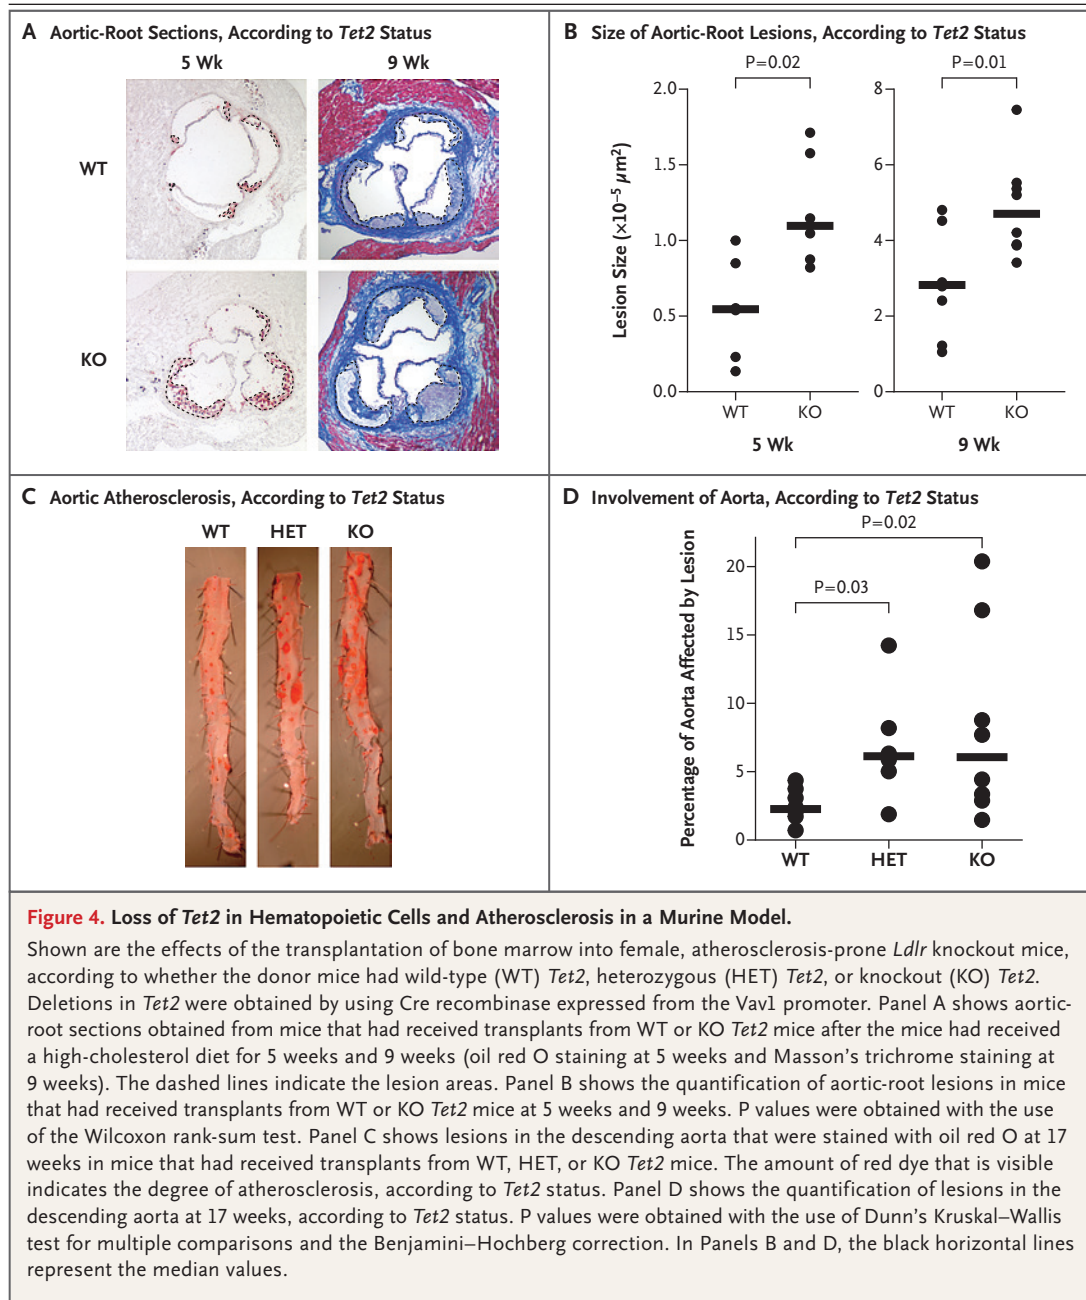 A Aortic-Root Sections, According to Tet2 Status
5 Wk
9 Wk
WT
KO
B Size of Aortic-Root Lesions, According to Tet2 Status
P=0.02
P=0.01
Lesion Size (×10⁻⁵ μm²)
2.0
1.5
1.0
0.5
0.0
WT
KO
5 Wk
8
6
4
2
0
WT
KO
9 Wk
C Aortic Atherosclerosis, According to Tet2 Status
WT
HET
KO
D Involvement of Aorta, According to Tet2 Status
P=0.02
P=0.03
Percentage of Aorta Affected by Lesion
20
15
10
5
0
WT
HET
KO
Figure 4. Loss of Tet2 in Hematopoietic Cells and Atherosclerosis in a Murine Model.
Shown are the effects of the transplantation of bone marrow into female, atherosclerosis-prone Ldlr knockout mice,
according to whether the donor mice had wild-type (WT) Tet2, heterozygous (HET) Tet2, or knockout (KO) Tet2.
Deletions in Tet2 were obtained by using Cre recombinase expressed from the Vav1 promoter. Panel A shows aortic-
root sections obtained from mice that had received transplants from WT or KO Tet2 mice after the mice had received
a high-cholesterol diet for 5 weeks and 9 weeks (oil red O staining at 5 weeks and Masson's trichrome staining at
9 weeks). The dashed lines indicate the lesion areas. Panel B shows the quantification of aortic-root lesions in mice
that had received transplants from WT or KO Tet2 mice at 5 weeks and 9 weeks. P values were obtained with the use
of the Wilcoxon rank-sum test. Panel C shows lesions in the descending aorta that were stained with oil red O at 17
weeks in mice that had received transplants from WT, HET, or KO Tet2 mice. The amount of red dye that is visible
indicates the degree of atherosclerosis, according to Tet2 status. Panel D shows the quantification of lesions in the
descending aorta at 17 weeks, according to Tet2 status. P values were obtained with the use of Dunn's Kruskal–Wallis
test for multiple comparisons and the Benjamini–Hochberg correction. In Panels B and D, the black horizontal lines
represent the median values.